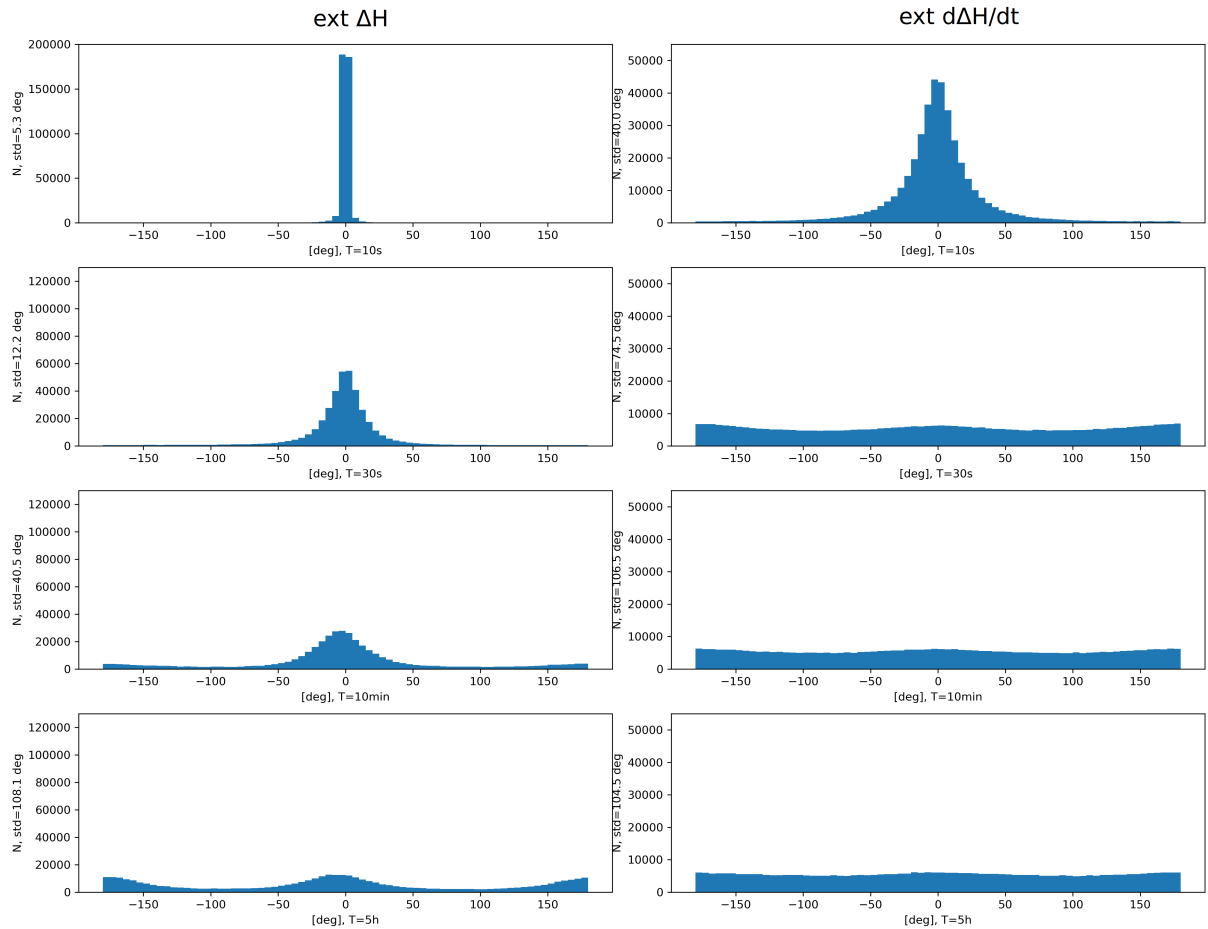 ext ΔH
ext dΔH/dt
200000
150000
100000
50000
0
N, std=5.3 deg
−150 −100 −50 0 50 100 150
[deg], T=10s
50000
40000
30000
20000
10000
0
N, std=40.0 deg
−150 −100 −50 0 50 100 150
[deg], T=10s
120000
100000
80000
60000
40000
20000
0
N, std=12.2 deg
−150 −100 −50 0 50 100 150
[deg], T=30s
50000
40000
30000
20000
10000
0
N, std=74.5 deg
−150 −100 −50 0 50 100 150
[deg], T=30s
120000
100000
80000
60000
40000
20000
0
N, std=40.5 deg
−150 −100 −50 0 50 100 150
[deg], T=10min
50000
40000
30000
20000
10000
0
N, std=106.5 deg
−150 −100 −50 0 50 100 150
[deg], T=10min
120000
100000
80000
60000
40000
20000
0
N, std=108.1 deg
−150 −100 −50 0 50 100 150
[deg], T=5h
50000
40000
30000
20000
10000
0
N, std=104.5 deg
−150 −100 −50 0 50 100 150
[deg], T=5h